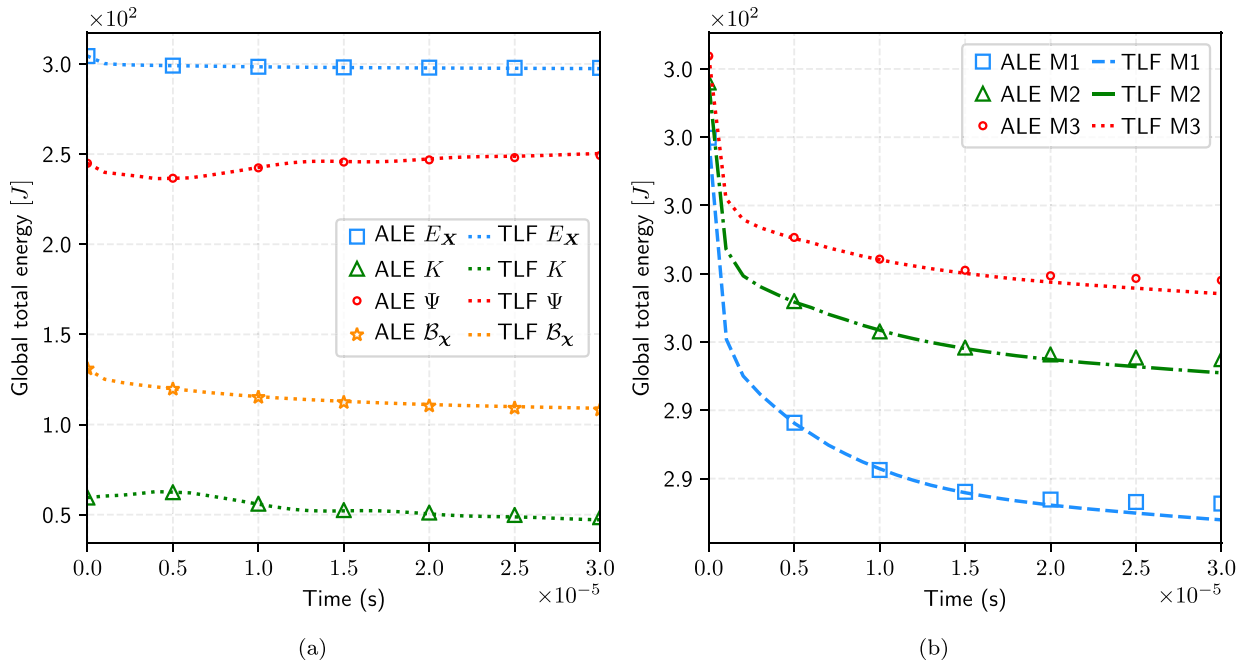 ×10²
Global total energy [J]
3.0
2.5
2.0
1.5
1.0
0.5
ALE E_X TLF E_X
ALE K TLF K
ALE Ψ TLF Ψ
ALE ℬ_χ TLF ℬ_χ
0.0 0.5 1.0 1.5 2.0 2.5 3.0
×10⁻⁵
Time (s)
(a)
×10²
Global total energy [J]
3.0
3.0
3.0
3.0
3.0
2.9
2.9
ALE M1 TLF M1
ALE M2 TLF M2
ALE M3 TLF M3
0.0 0.5 1.0 1.5 2.0 2.5 3.0
×10⁻⁵
Time (s)
(b)